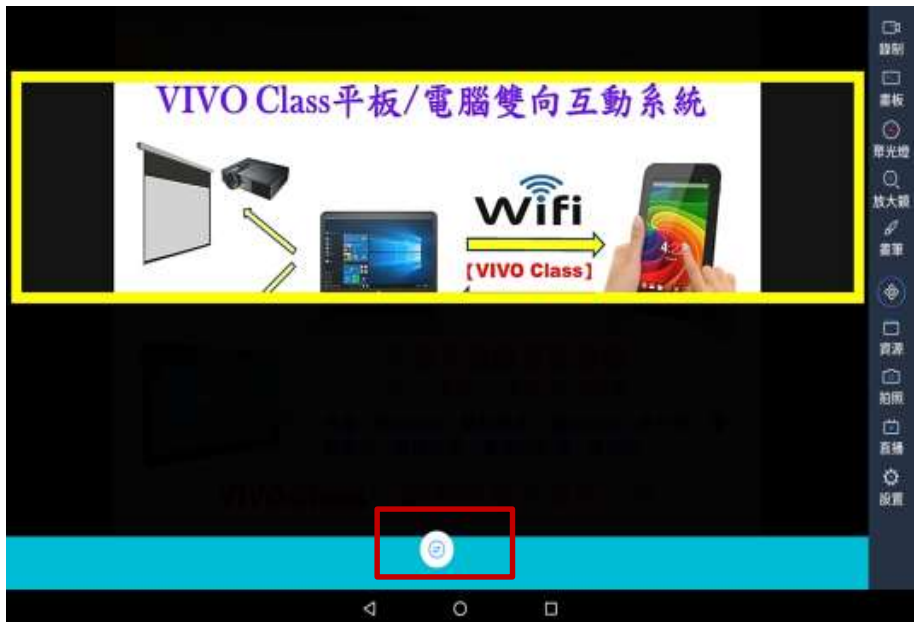 VIVO Class平板/電腦雙向互動系統
Wifi
【VIVO Class】
4:23
錄制
畫板
聚光燈
放大鏡
畫筆
資源
拍照
直播
設置